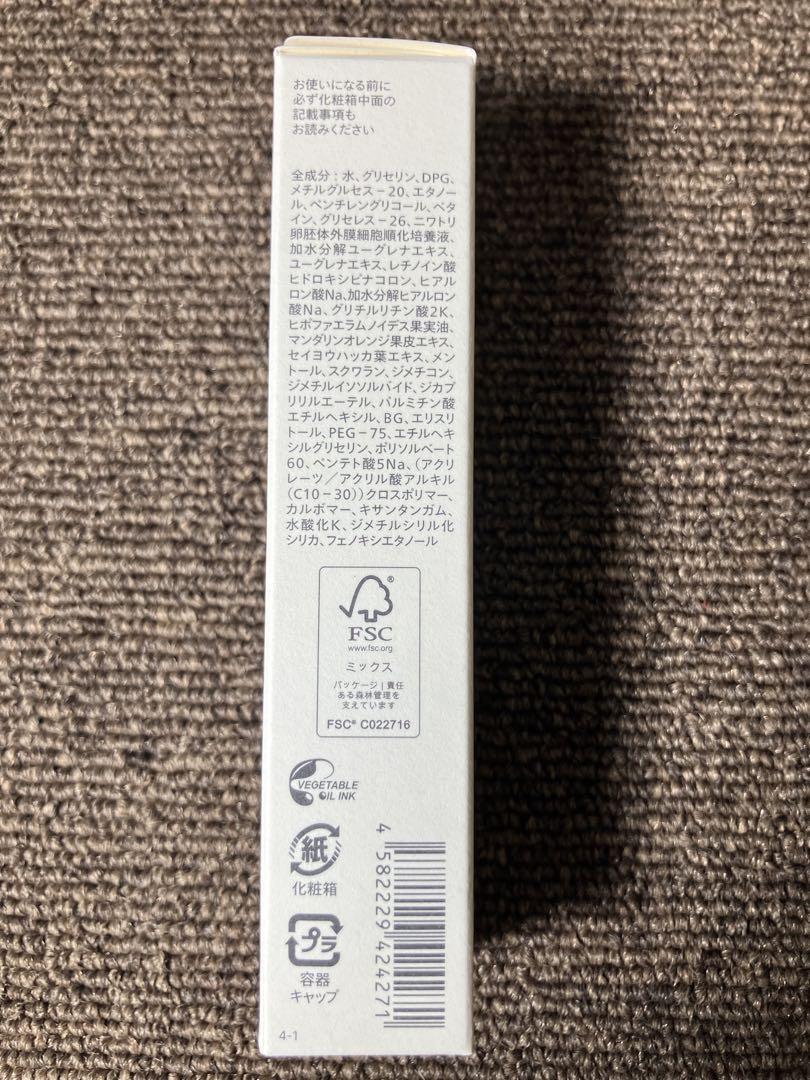 お使いになる前に
必ず化粧箱中面の
記載事項も
お読みください
全成分：水、グリセリン、DPG、
メチルグルセス－20、エタノー
ル、ペンチレングリコール、ベタ
イン、グリセレス－26、ニワトリ
卵胚体外膜細胞順化培養液、
加水分解ユーグレナエキス、
ユーグレナエキス、レチノイン酸
ヒドロキシピナコロン、ヒアル
ロン酸Na、加水分解ヒアルロン
酸Na、グリチルリチン酸2K、
ヒポファエラムノイデス果実油、
マンダリンオレンジ果皮エキス、
セイヨウハッカ葉エキス、メン
トール、スクワラン、ジメチコン、
ジメチルイソソルバイド、ジカプ
リリルエーテル、パルミチン酸
エチルヘキシル、BG、エリスリ
トール、PEG－75、エチルヘキ
シルグリセリン、ポリソルベート
60、ペンテト酸5Na、（アクリ
レーツ／アクリル酸アルキル
（C10－30））クロスポリマー、
カルボマー、キサンタンガム、
水酸化K、ジメチルシリル化
シリカ、フェノキシエタノール
®
FSC
www.fsc.org
ミックス
パッケージ｜責任
ある森林管理を
支えています
FSC® C022716
VEGETABLE
OIL INK
紙
化粧箱
プラ
容器
キャップ
4 582229 424271
4-1